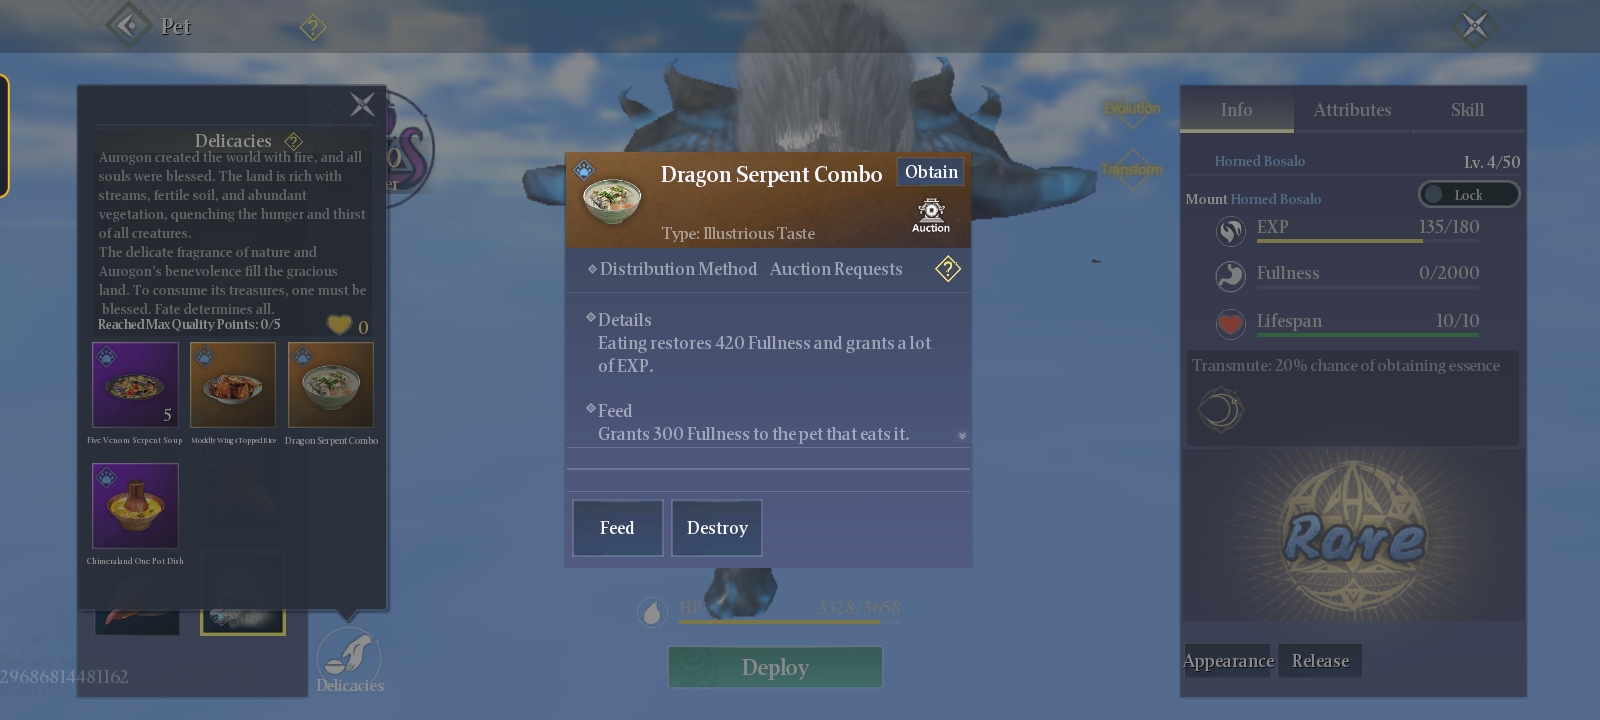 Pet
?
Delicacies ?
Aurogon created the world with fire, and all
souls were blessed. The land is rich with
streams, fertile soil, and abundant
vegetation, quenching the hunger and thirst
of all creatures.
The delicate fragrance of nature and
Aurogon's benevolence fill the gracious
land. To consume its treasures, one must be
blessed. Fate determines all.
Reached Max Quality Points: 0/5
0
5
Five Venom Serpent Soup
Dragon Serpent Combo
Chimeraland One Pot Dish
29686814481162
Delicacies
Dragon Serpent Combo
Obtain
Type: Illustrious Taste
Auction
Distribution Method Auction Requests
?
Details
Eating restores 420 Fullness and grants a lot
of EXP.
Feed
Grants 300 Fullness to the pet that eats it.
Feed
Destroy
HP 3328/3658
Deploy
Evolution
Transform
Info
Attributes
Skill
Horned Bosalo
Lv. 4/50
Mount Horned Bosalo
Lock
EXP 135/180
Fullness 0/2000
Lifespan 10/10
Transmute: 20% chance of obtaining essence
Rare
Appearance
Release